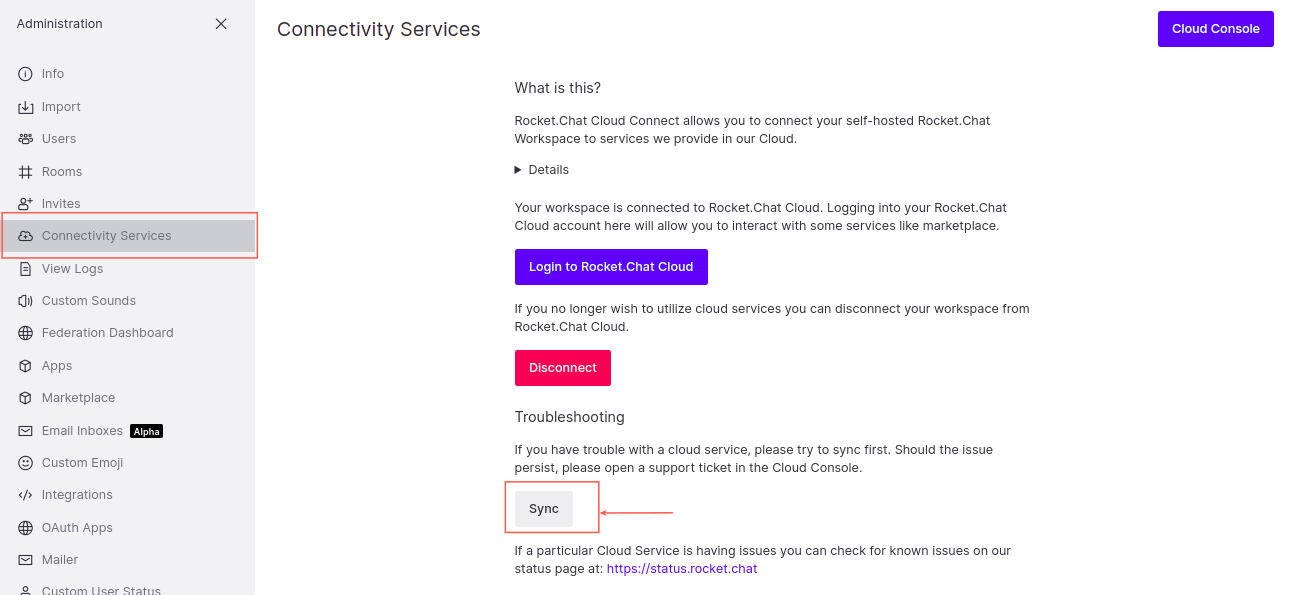 Administration
Info
Import
Users
Rooms
Invites
Connectivity Services
View Logs
Custom Sounds
Federation Dashboard
Apps
Marketplace
Email Inboxes Alpha
Custom Emoji
Integrations
OAuth Apps
Mailer
Custom User Status
Connectivity Services
Cloud Console
What is this?
Rocket.Chat Cloud Connect allows you to connect your self-hosted Rocket.Chat
Workspace to services we provide in our Cloud.
Details
Your workspace is connected to Rocket.Chat Cloud. Logging into your Rocket.Chat
Cloud account here will allow you to interact with some services like marketplace.
Login to Rocket.Chat Cloud
If you no longer wish to utilize cloud services you can disconnect your workspace from
Rocket.Chat Cloud.
Disconnect
Troubleshooting
If you have trouble with a cloud service, please try to sync first. Should the issue
persist, please open a support ticket in the Cloud Console.
Sync
If a particular Cloud Service is having issues you can check for known issues on our
status page at: https://status.rocket.chat